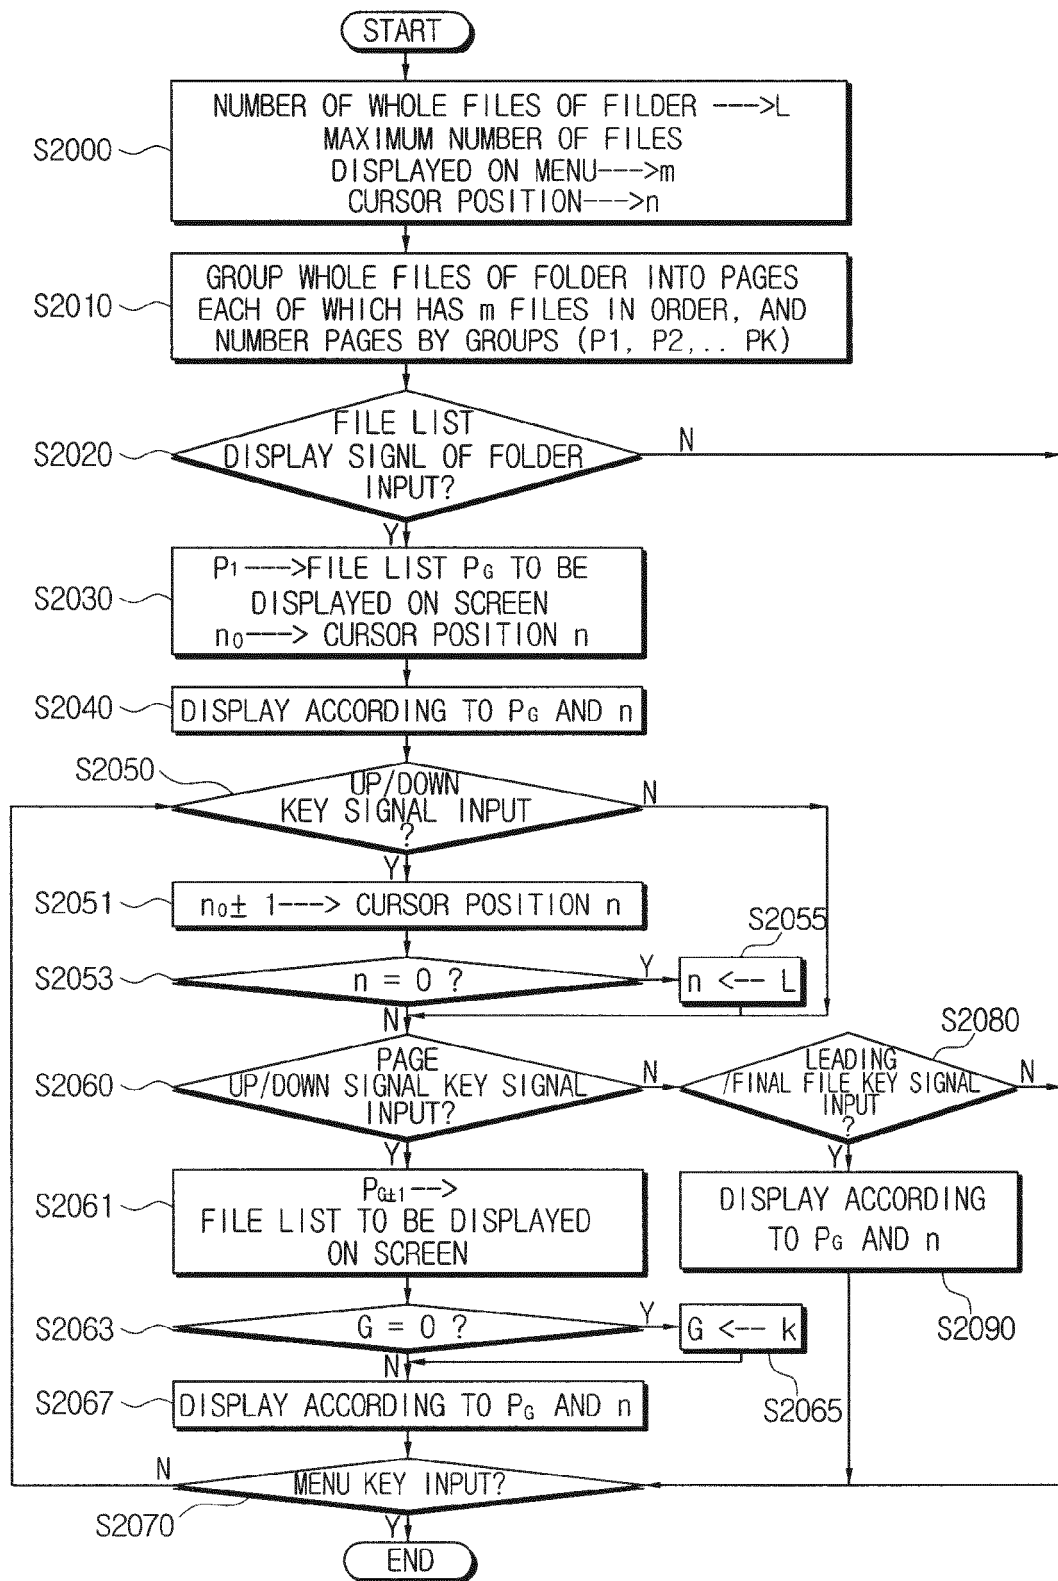 START
NUMBER OF WHOLE FILES OF FILDER --->L
MAXIMUM NUMBER OF FILES
DISPLAYED ON MENU--->m
CURSOR POSITION--->n
S2000
GROUP WHOLE FILES OF FOLDER INTO PAGES
EACH OF WHICH HAS m FILES IN ORDER, AND
NUMBER PAGES BY GROUPS (P1, P2,.. PK)
S2010
FILE LIST
DISPLAY SIGNL OF FOLDER
INPUT?
S2020
N
Y
P1--->FILE LIST PG TO BE
DISPLAYED ON SCREEN
n0---> CURSOR POSITION n
S2030
S2040
DISPLAY ACCORDING TO PG AND n
S2050
UP/DOWN
KEY SIGNAL INPUT
?
N
Y
S2051
n0± 1---> CURSOR POSITION n
S2055
S2053
n = 0 ?
Y
n <-- L
N
S2080
S2060
PAGE
UP/DOWN SIGNAL KEY SIGNAL
INPUT?
N
LEADING
/FINAL FILE KEY SIGNAL
INPUT
?
N
Y
Y
S2061
PG±1-->
FILE LIST TO BE DISPLAYED
ON SCREEN
DISPLAY ACCORDING
TO PG AND n
S2090
S2063
G = 0 ?
Y
G <-- k
N
S2065
S2067
DISPLAY ACCORDING TO PG AND n
N
MENU KEY INPUT?
S2070
Y
END